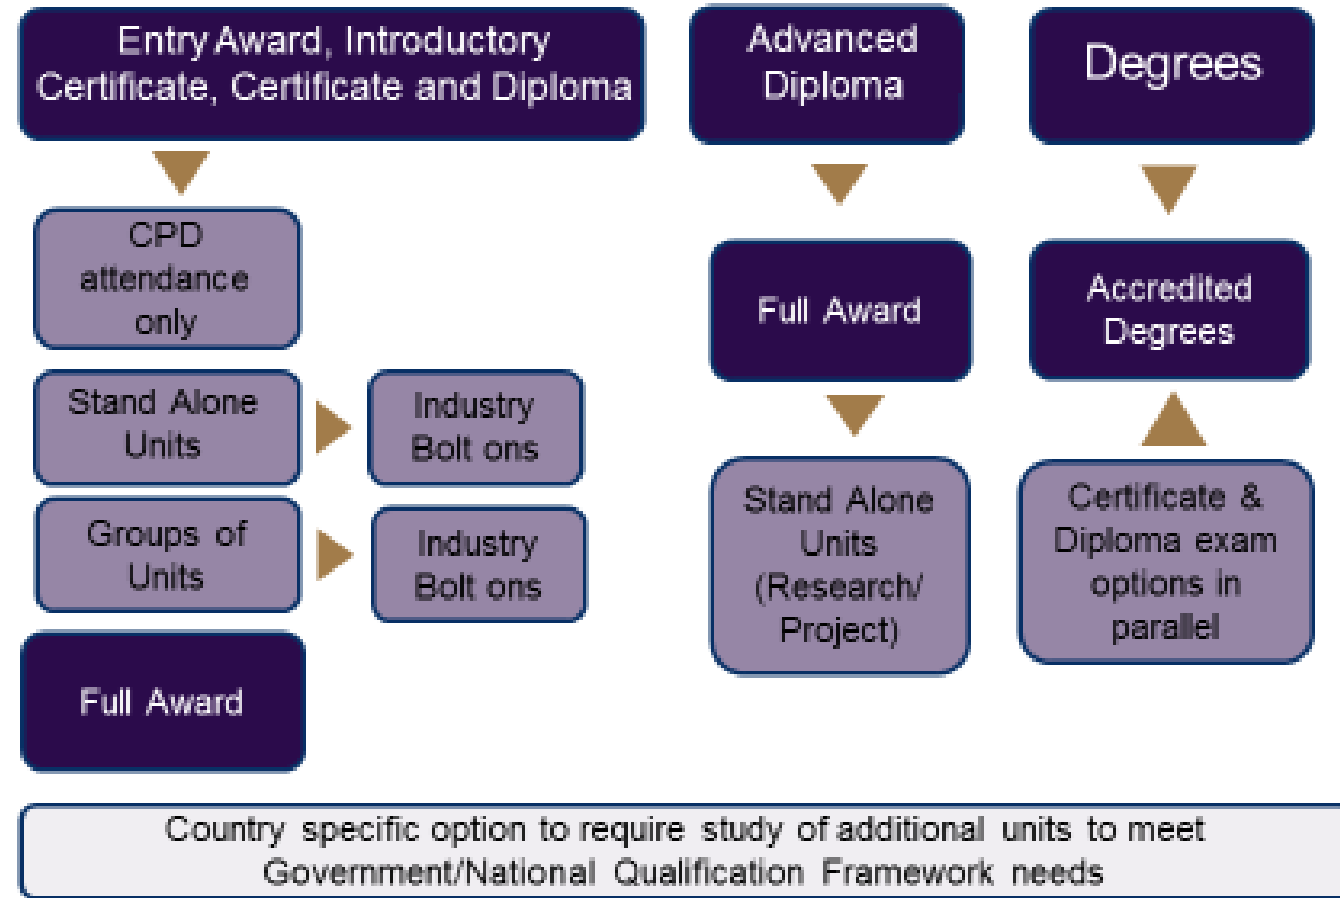 Entry Award, Introductory
Certificate, Certificate and Diploma
Advanced
Diploma
Degrees
CPD
attendance
only
Stand Alone
Units
Industry
Bolt ons
Groups of
Units
Industry
Bolt ons
Full Award
Full Award
Stand Alone
Units
(Research/
Project)
Accredited
Degrees
Certificate &
Diploma exam
options in
parallel
Country specific option to require study of additional units to meet
Government/National Qualification Framework needs